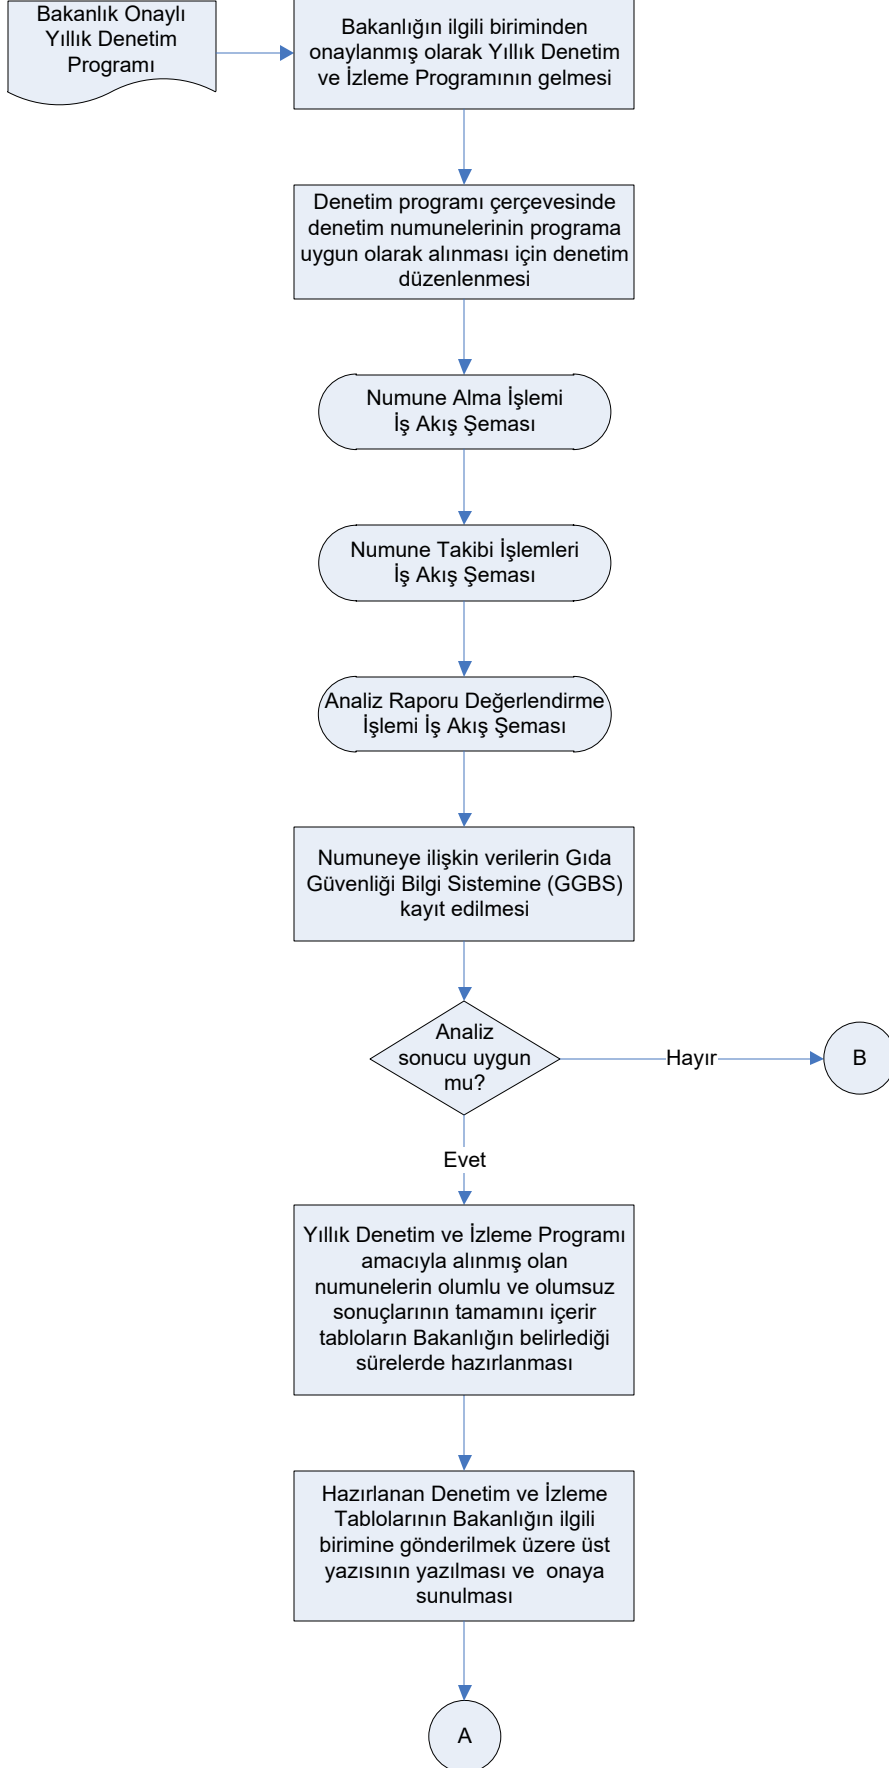 Bakanlık Onaylı
Yıllık Denetim
Programı
Bakanlığın ilgili biriminden
onaylanmış olarak Yıllık Denetim
ve İzleme Programının gelmesi
Denetim programı çerçevesinde
denetim numunelerinin programa
uygun olarak alınması için denetim
düzenlenmesi
Numune Alma İşlemi
İş Akış Şeması
Numune Takibi İşlemleri
İş Akış Şeması
Analiz Raporu Değerlendirme
İşlemi İş Akış Şeması
Numuneye ilişkin verilerin Gıda
Güvenliği Bilgi Sistemine (GGBS)
kayıt edilmesi
Analiz
sonucu uygun
mu?
Hayır
B
Evet
Yıllık Denetim ve İzleme Programı
amacıyla alınmış olan
numunelerin olumlu ve olumsuz
sonuçlarının tamamını içerir
tabloların Bakanlığın belirlediği
sürelerde hazırlanması
Hazırlanan Denetim ve İzleme
Tablolarının Bakanlığın ilgili
birimine gönderilmek üzere üst
yazısının yazılması ve  onaya
sunulması
A